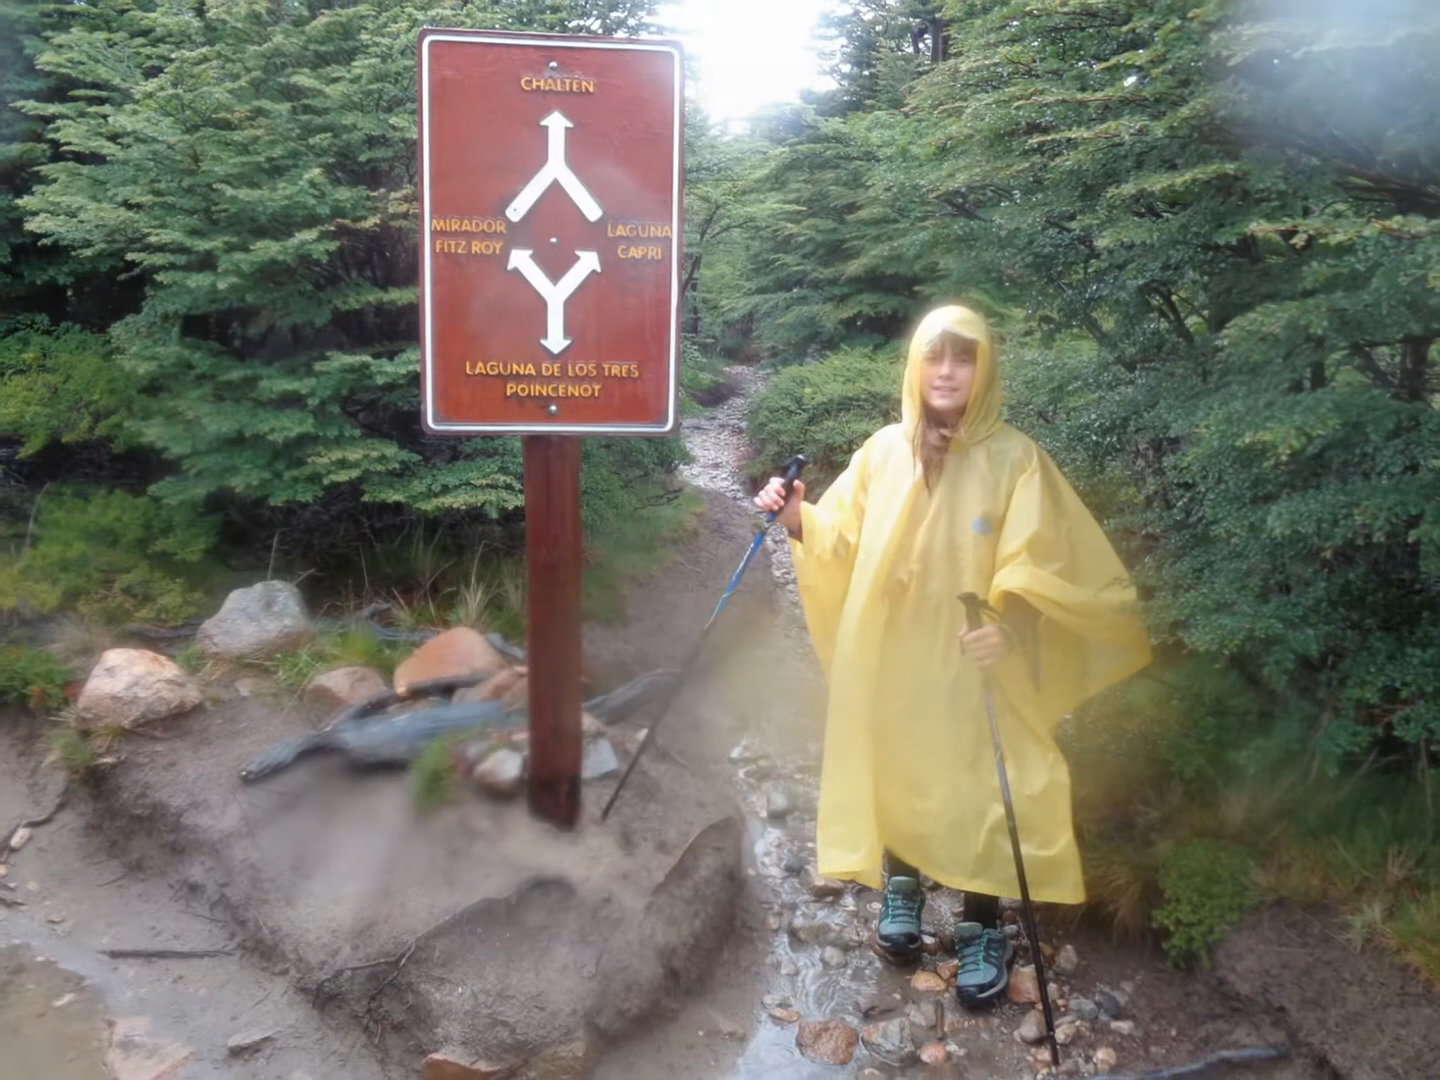 CHALTEN
MIRADOR
FITZ ROY
LAGUNA
CAPRI
LAGUNA DE LOS TRES
POINCENOT